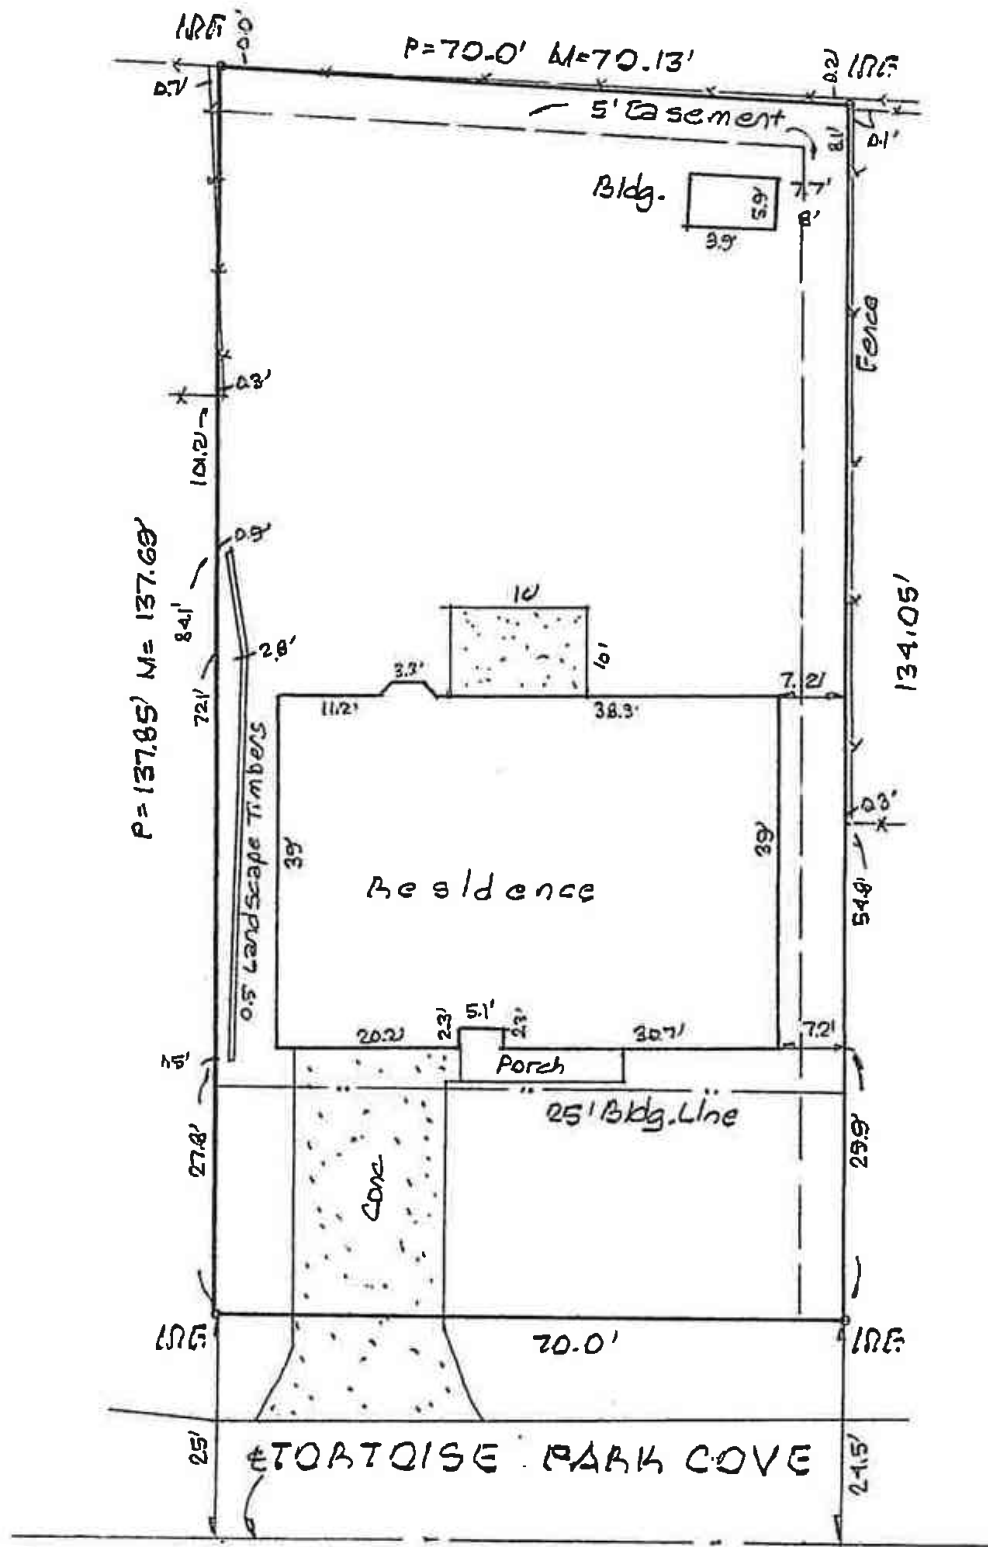 IRF 0.0' P=70.0' M=70.13' 0.2' IRF
0.7' 5' Easement 8.1' 0.1'
Bldg. 5.9' 7.7'
8'
3.9'
Fence
0.3'
101.2'
0.9'
P=137.85' M=137.69'
84.1'
2.8'
72.1'
10'
10'
134.05'
3.3'
7.2'
11.2' 38.3'
0.3'
39' 39'
54.8'
0.5' Landscape Timbers
Residence
20.2' 2.3' 5.1' 2.3' 30.7' 7.2'
Porch
25' Bldg. Line
27.8' 25.9'
Conc
IRF 70.0' IRF
25' TORTOISE PARK COVE 24.5'